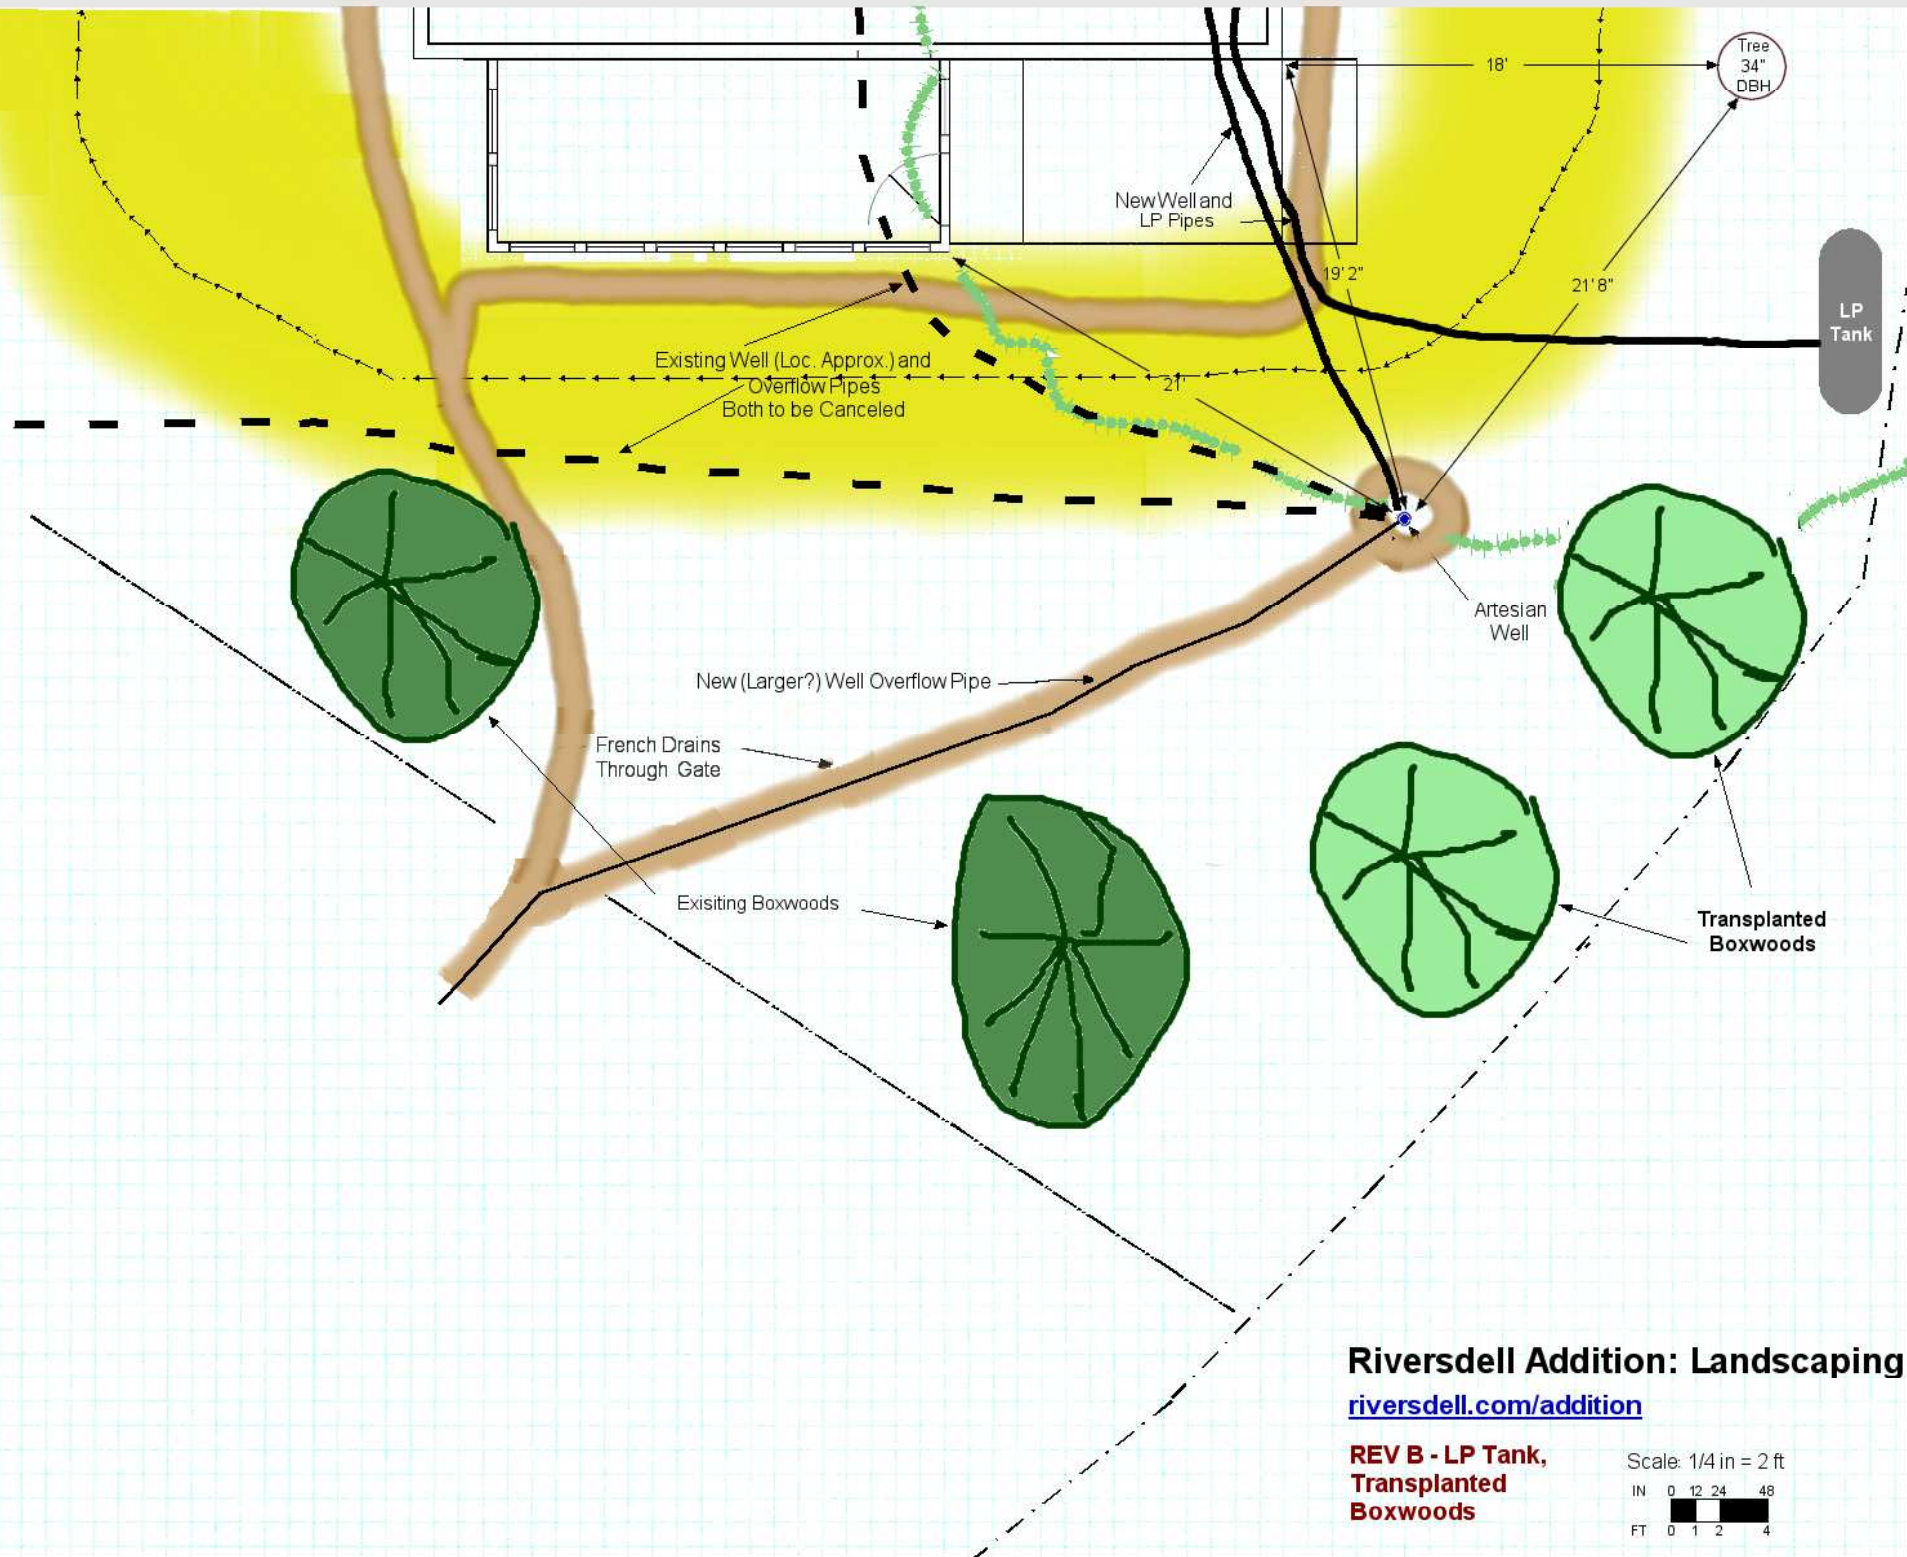 Tree
34"
DBH
18'
New Well and
LP Pipes
19' 2"
21' 8"
LP
Tank
Existing Well (Loc. Approx.) and
Overflow Pipes
Both to be Canceled
21'
Artesian
Well
New (Larger?) Well Overflow Pipe
French Drains
Through Gate
Exisiting Boxwoods
Transplanted
Boxwoods
Riversdell Addition: Landscaping
riversdell.com/addition
REV B - LP Tank,
Transplanted
Boxwoods
Scale: 1/4 in = 2 ft
IN 0 12 24 48
FT 0 1 2 4